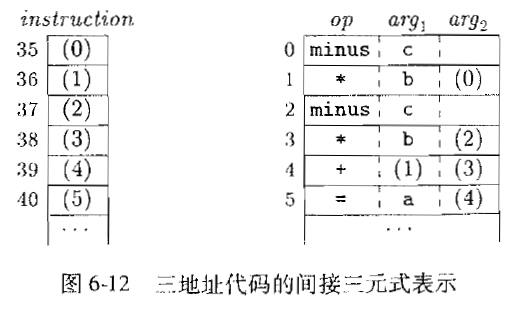 instruction op arg1 arg2
35 (0) 0 minus c
36 (1) 1 * b (0)
37 (2) 2 minus c
38 (3) 3 * b (2)
39 (4) 4 + (1) (3)
40 (5) 5 = a (4)
... ...
图 6-12 三地址代码的间接三元式表示